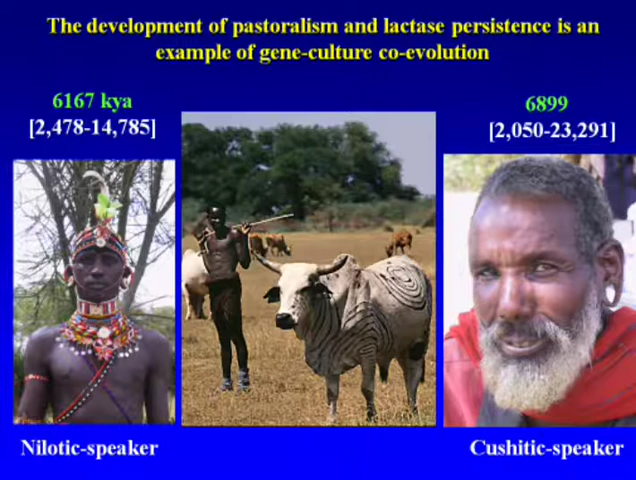 The development of pastoralism and lactase persistence is an
example of gene-culture co-evolution
6167 kya
[2,478-14,785]
6899
[2,050-23,291]
Nilotic-speaker
Cushitic-speaker